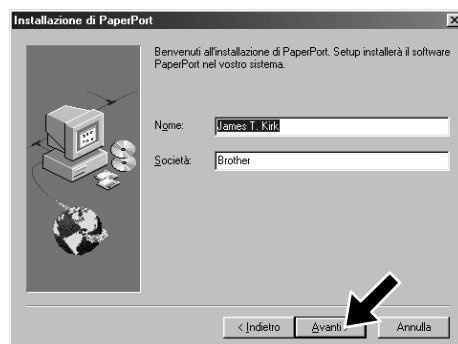 Installazione di PaperPort
Benvenuti all'installazione di PaperPort. Setup installerà il software
PaperPort nel vostro sistema.
Nome:
James T. Kirk
Società:
Brother
< Indietro
Avanti >
Annulla